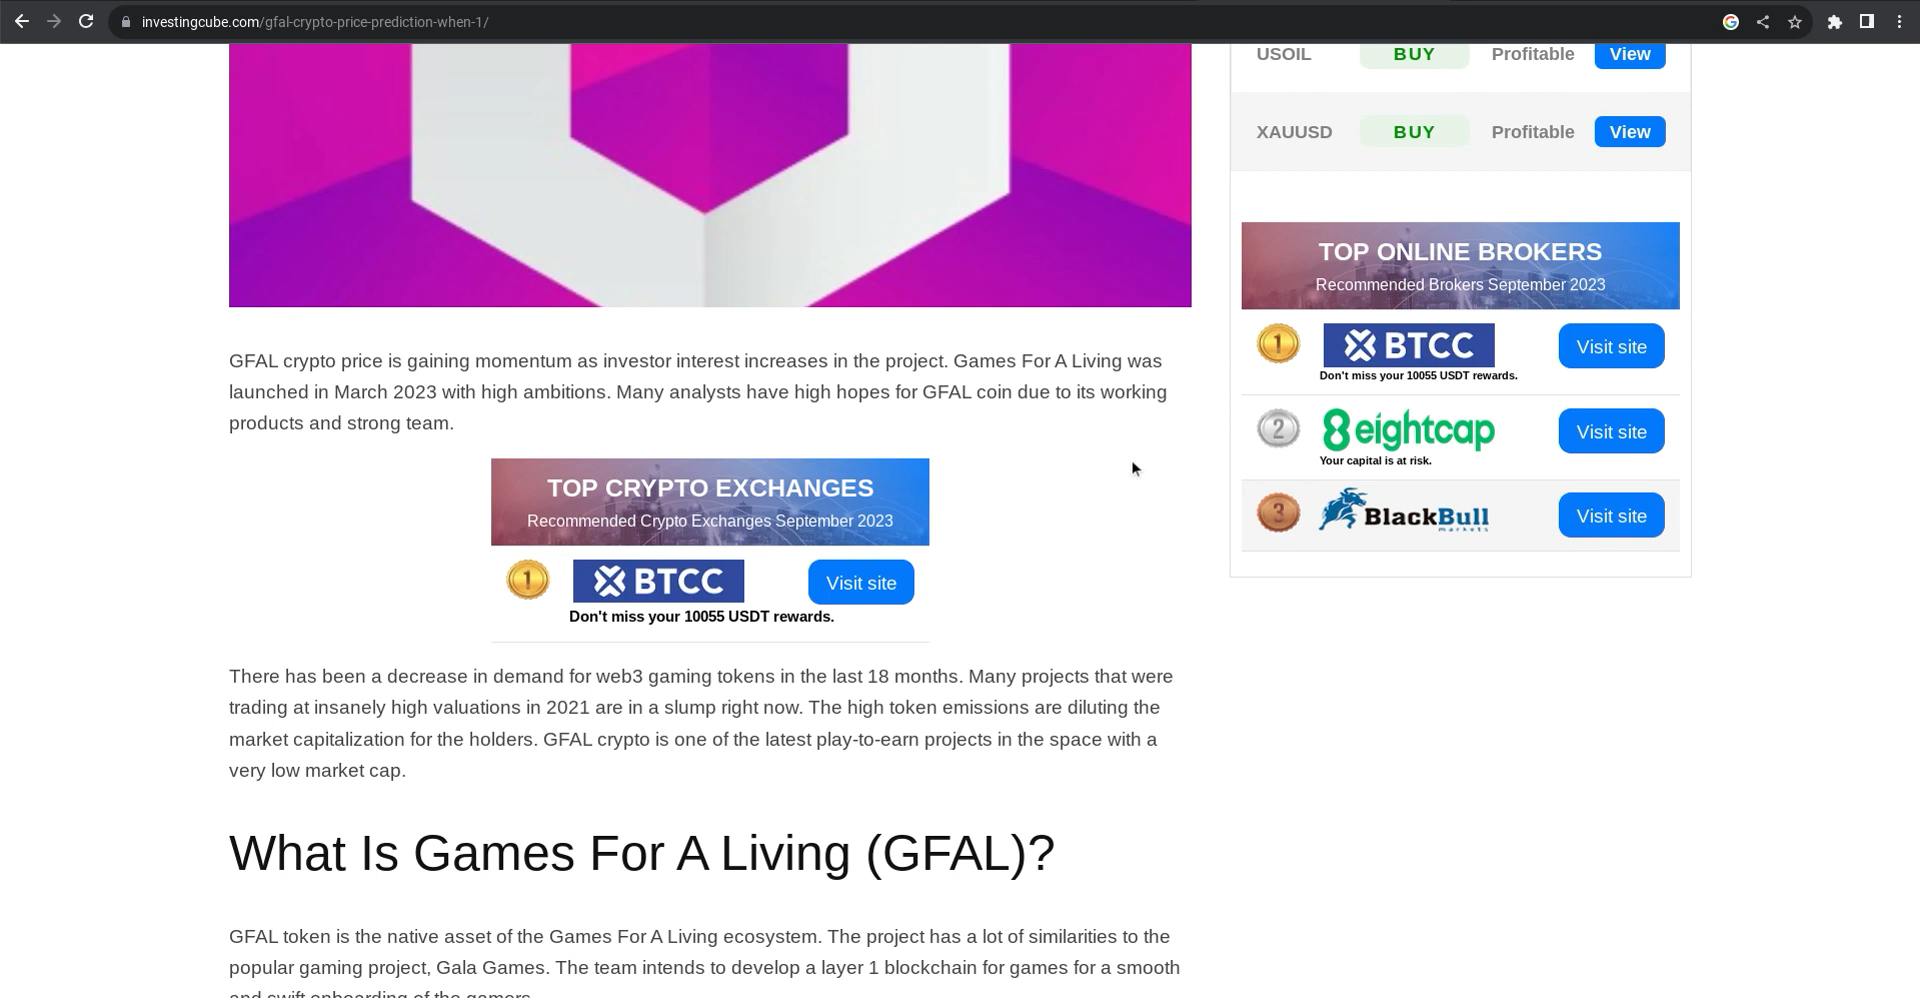 investingcube.com/gfal-crypto-price-prediction-when-1/
USOIL BUY Profitable View
XAUUSD BUY Profitable View
TOP ONLINE BROKERS
Recommended Brokers September 2023
1 BTCC Visit site
Don't miss your 10055 USDT rewards.
2 8 eightcap Visit site
Your capital is at risk.
3 BlackBull Visit site
markets
GFAL crypto price is gaining momentum as investor interest increases in the project. Games For A Living was
launched in March 2023 with high ambitions. Many analysts have high hopes for GFAL coin due to its working
products and strong team.
TOP CRYPTO EXCHANGES
Recommended Crypto Exchanges September 2023
1 BTCC Visit site
Don't miss your 10055 USDT rewards.
There has been a decrease in demand for web3 gaming tokens in the last 18 months. Many projects that were
trading at insanely high valuations in 2021 are in a slump right now. The high token emissions are diluting the
market capitalization for the holders. GFAL crypto is one of the latest play-to-earn projects in the space with a
very low market cap.
What Is Games For A Living (GFAL)?
GFAL token is the native asset of the Games For A Living ecosystem. The project has a lot of similarities to the
popular gaming project, Gala Games. The team intends to develop a layer 1 blockchain for games for a smooth
and swift onboarding of the gamers.